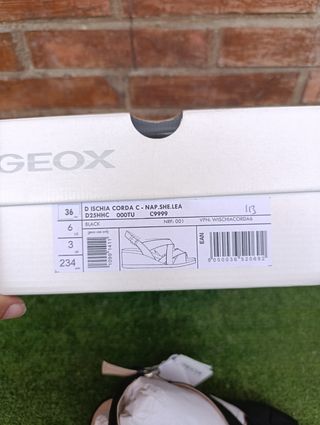 GEOX
36
6
3
234
D ISCHIA CORDA C - NAP.SHE.LEA
D25HHC 000TU C9999
BLACK NRF: 001 VPN: WISCHIACORDA6
113
EAN